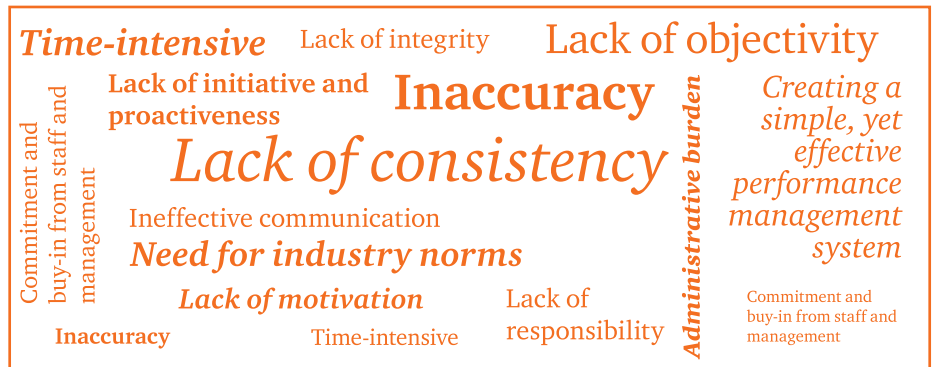 Time-intensive
Lack of integrity
Lack of objectivity
Lack of initiative and
proactiveness
Inaccuracy
Creating a
simple, yet
effective
performance
management
system
Commitment and
buy-in from staff and
management
Lack of consistency
Administrative burden
Ineffective communication
Need for industry norms
Lack of motivation
Lack of
responsibility
Commitment and
buy-in from staff and
management
Inaccuracy
Time-intensive